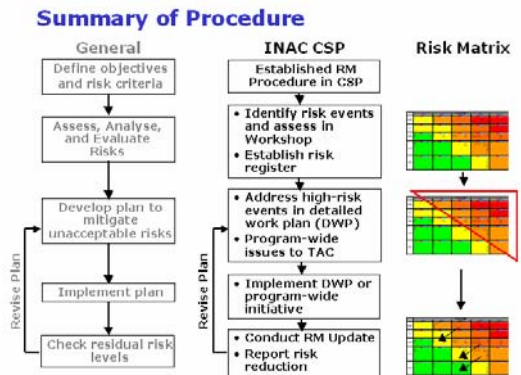 Summary of Procedure
General
Define objectives
and risk criteria
Assess, Analyse,
and Evaluate
Risks
Develop plan to
mitigate
unacceptable risks
Implement plan
Check residual risk
levels
Revise Plan
INAC CSP
Established RM
Procedure in CSP
• Identify risk events
and assess in
Workshop
• Establish risk
register
• Address high-risk
events in detailed
work plan (DWP)
• Program-wide
issues to TAC
• Implement DWP or
program-wide
initiative
• Conduct RM Update
• Report risk
reduction
Revise Plan
Risk Matrix